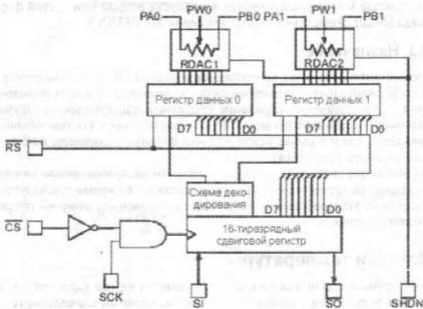 PA0 PW0 PB0 PA1 PW1 PB1
RDAC1 RDAC2
Регистр данных 0 Регистр данных 1
D7 D0 D7 D0
RS
Схема деко-
дирования
D7 D0
16-тиразрядный
сдвиговой регистр
CS
SCK SI SO SHDN